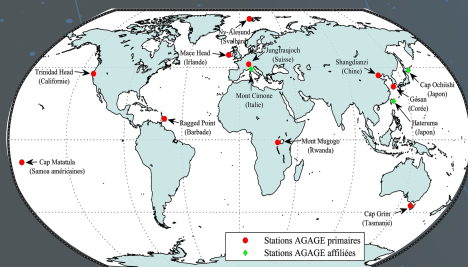 Ny-Ålesund
(Svalbard)
Mace Head
(Irlande)
Jungfraujoch
(Suisse)
Shangdianzi
(Chine)
Trinidad Head
(Californie)
Mont Cimone
(Italie)
Cap Ochiishi
(Japon)
Gosan
(Corée)
Hateruma
(Japon)
Ragged Point
(Barbade)
Mont Mugogo
(Rwanda)
Cap Matatula
(Samoa américaines)
Cap Grim
(Tasmanie)
Stations AGAGE primaires
Stations AGAGE affiliées